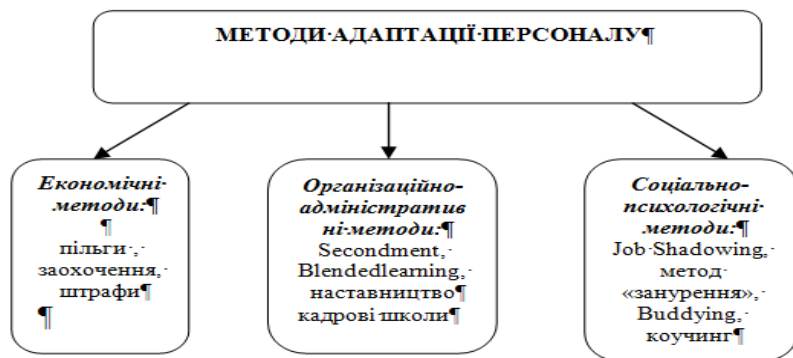 МЕТОДИ·АДАПТАЦІЇ·ПЕРСОНАЛУ¶
Економічні·
методи:¶
¶
пільги·,·
заохочення,·
штрафи¶
¶
Організаційно-
адміністратив
ні·методи:¶
Secondment,·
Blendedlearning,·
наставництво¶
кадрові·школи¶
Соціально-
психологічні·
методи:¶
Job·Shadowing,·
метод·
«занурення»,·
Buddying,·
коучинг¶